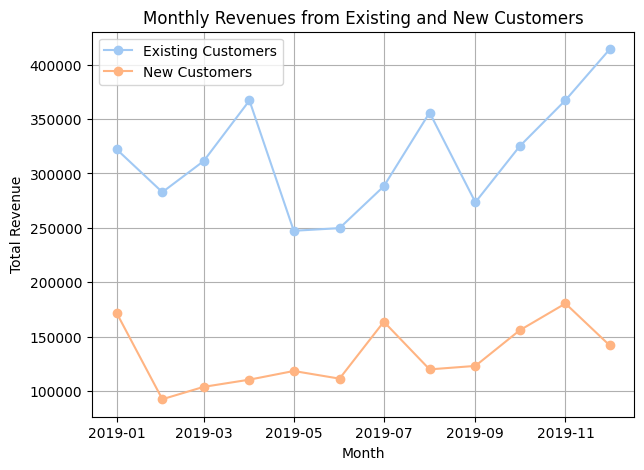 Monthly Revenues from Existing and New Customers
Existing Customers
New Customers
400000
350000
300000
250000
200000
150000
100000
Total Revenue
2019-01 2019-03 2019-05 2019-07 2019-09 2019-11
Month